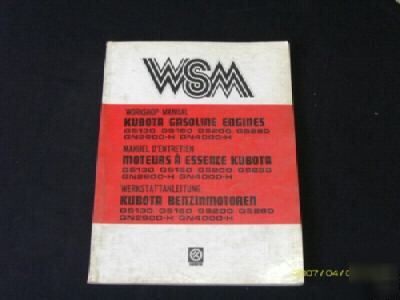 WSM
WORKSHOP MANUAL
KUBOTA GASOLINE ENGINES
GS130 GS160 GS200 GS280
GN2900-H GN4000-H
MANUEL D'ENTRETIEN
MOTEURS À ESSENCE KUBOTA
GS130 GS160 GS200 GS280
GN2900-H GN4000-H
WERKSTATTANLEITUNG
KUBOTA BENZINMOTOREN
GS130 GS160 GS200 GS280
GN2900-H GN4000-H